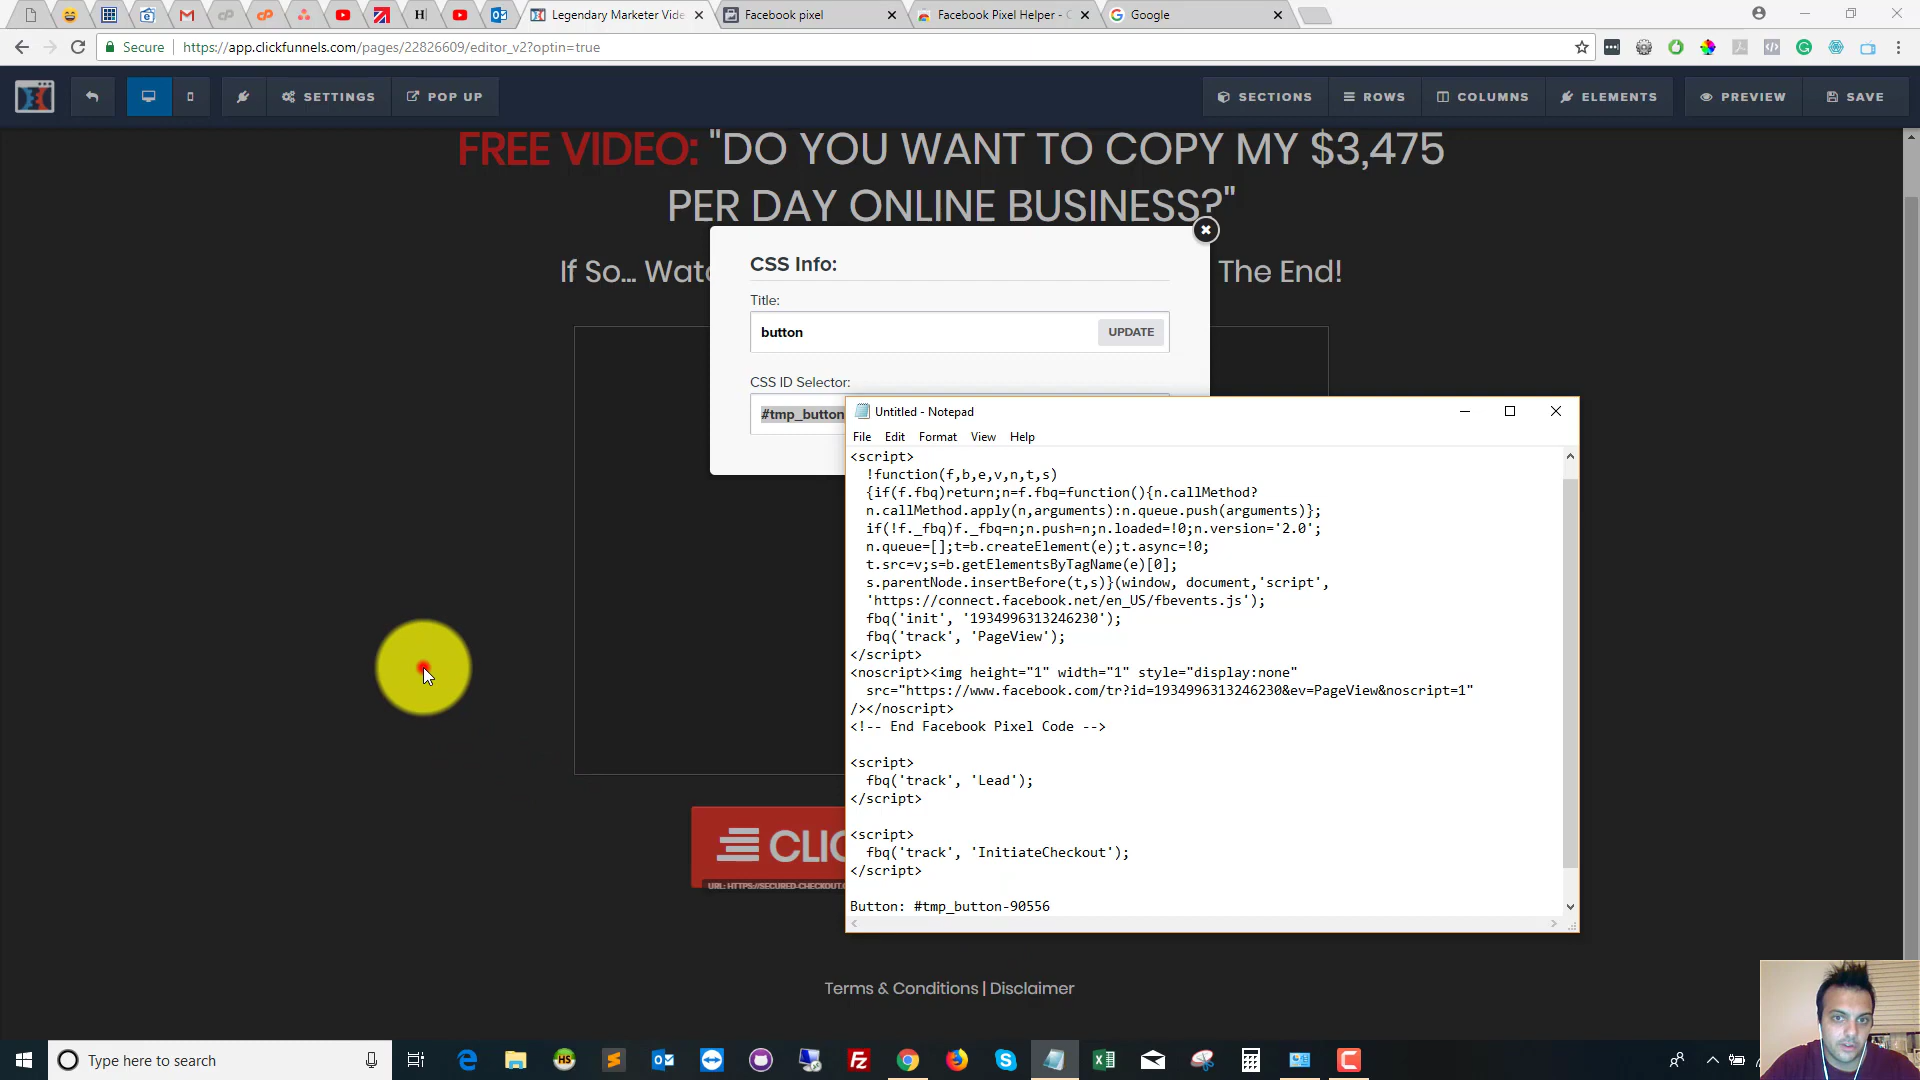 Legendary Marketer Vide
Facebook pixel
Facebook Pixel Helper - C
Google
Secure
https://app.clickfunnels.com/pages/22826609/editor_v2?optin=true
SETTINGS
POP UP
SECTIONS
ROWS
COLUMNS
ELEMENTS
PREVIEW
SAVE
FREE VIDEO: "DO YOU WANT TO COPY MY $3,475
PER DAY ONLINE BUSINESS?"
If So... Watc
The End!
CSS Info:
Title:
button
UPDATE
CSS ID Selector:
#tmp_button
Untitled - Notepad
File Edit Format View Help
<script>
!function(f,b,e,v,n,t,s)
{if(f.fbq)return;n=f.fbq=function(){n.callMethod?
n.callMethod.apply(n,arguments):n.queue.push(arguments)};
if(!f._fbq)f._fbq=n;n.push=n;n.loaded=!0;n.version='2.0';
n.queue=[];t=b.createElement(e);t.async=!0;
t.src=v;s=b.getElementsByTagName(e)[0];
s.parentNode.insertBefore(t,s)}(window, document,'script',
'https://connect.facebook.net/en_US/fbevents.js');
fbq('init', '1934996313246230');
fbq('track', 'PageView');
</script>
<noscript><img height="1" width="1" style="display:none"
src="https://www.facebook.com/tr?id=1934996313246230&ev=PageView&noscript=1"
/></noscript>
<!-- End Facebook Pixel Code -->
<script>
fbq('track', 'Lead');
</script>
<script>
fbq('track', 'InitiateCheckout');
</script>
Button: #tmp_button-90556
CLIC
URL: HTTPS://SECURED-CHECKOUT.
Terms & Conditions | Disclaimer
Type here to search